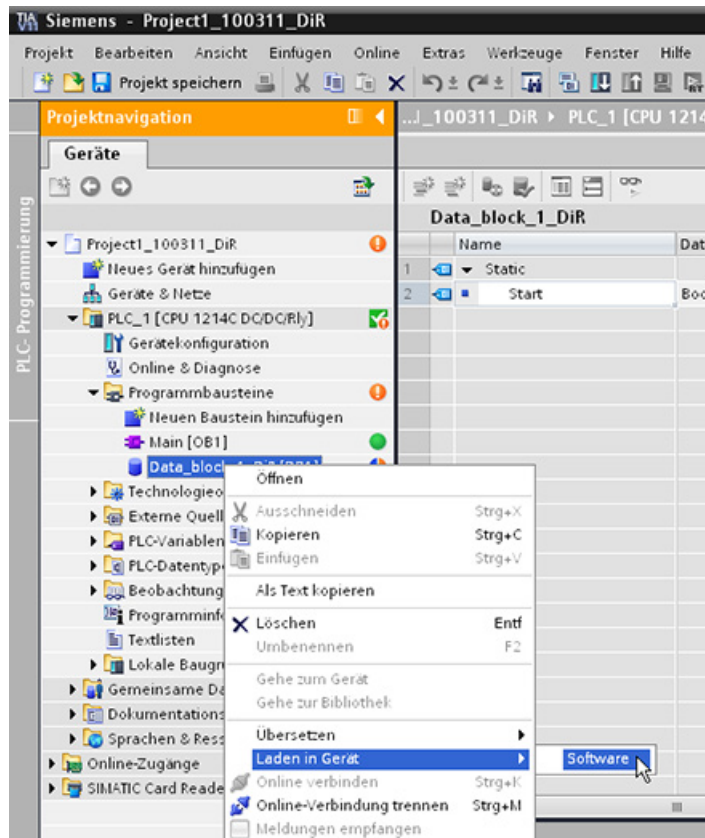 Siemens - Project1_100311_DiR
Projekt Bearbeiten Ansicht Einfügen Online Extras Werkzeuge Fenster Hilfe
Projekt speichern
Projektnavigation
Geräte
PLC-Programmierung
Project1_100311_DiR
Neues Gerät hinzufügen
Geräte & Netze
PLC_1 [CPU 1214C DC/DC/Rly]
Gerätekonfiguration
Online & Diagnose
Programmbausteine
Neuen Baustein hinzufügen
Main [OB1]
Data_block
Technologieo
Externe Quell
PLC-Variablen
PLC-Datentyp
Beobachtung
Programminf
Textlisten
Lokale Baugr
Gemeinsame Da
Dokumentations
Sprachen & Ress
Online-Zugänge
SIMATIC Card Reade
_100311_DiR ▸ PLC_1 [CPU 1214
Data_block_1_DiR
Name Dat
1 Static
2 Start Boo
Öffnen
Ausschneiden Strg+X
Kopieren Strg+C
Einfügen Strg+V
Als Text kopieren
Löschen Entf
Umbenennen F2
Gehe zum Gerät
Gehe zur Bibliothek
Übersetzen
Laden in Gerät
Software
Online verbinden Strg+K
Online-Verbindung trennen Strg+M
Meldungen empfangen